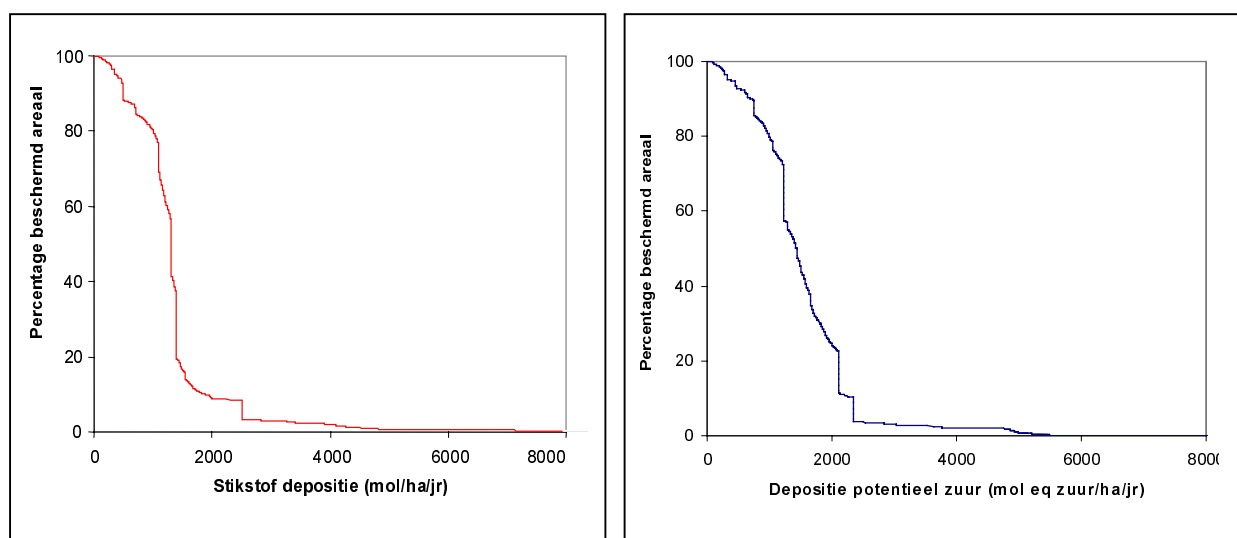 Percentage beschermd areaal
100
80
60
40
20
0
0 2000 4000 6000 8000
Stikstof depositie (mol/ha/jr)
Percentage beschermd areaal
100
80
60
40
20
0
0 2000 4000 6000 8000
Depositie potentieel zuur (mol eq zuur/ha/jr)